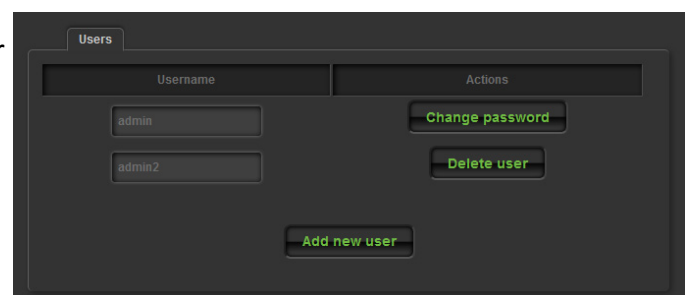 r
Users
Username Actions
admin Change password
admin2 Delete user
Add new user